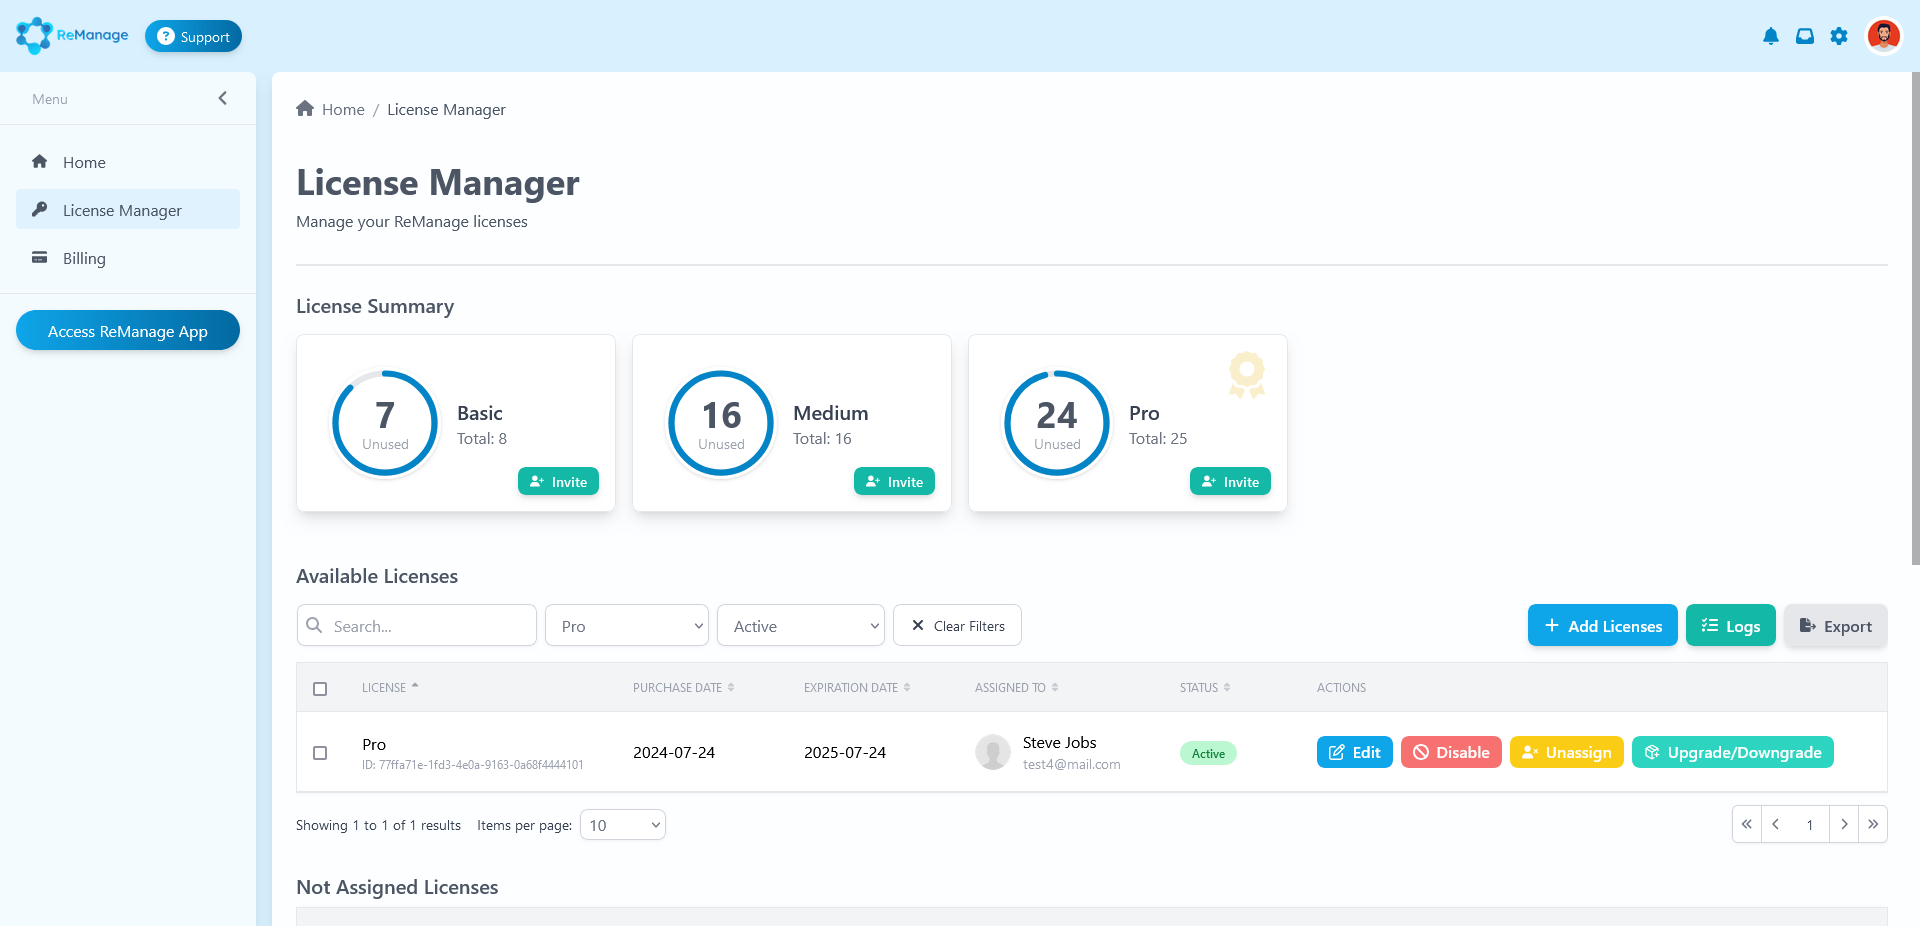 ReManage
? Support
Menu
Home / License Manager
Home
License Manager
Billing
Access ReManage App
License Manager
Manage your ReManage licenses
License Summary
7
Unused
Basic
Total: 8
Invite
16
Unused
Medium
Total: 16
Invite
24
Unused
Pro
Total: 25
Invite
Available Licenses
Search...
Pro
Active
Clear Filters
Add Licenses
Logs
Export
LICENSE PURCHASE DATE EXPIRATION DATE ASSIGNED TO STATUS ACTIONS
Pro
ID: 77ffa71e-1fd3-4e0a-9163-0a68f4444101
2024-07-24
2025-07-24
Steve Jobs
test4@mail.com
Active
Edit
Disable
Unassign
Upgrade/Downgrade
Showing 1 to 1 of 1 results
Items per page: 10
1
Not Assigned Licenses